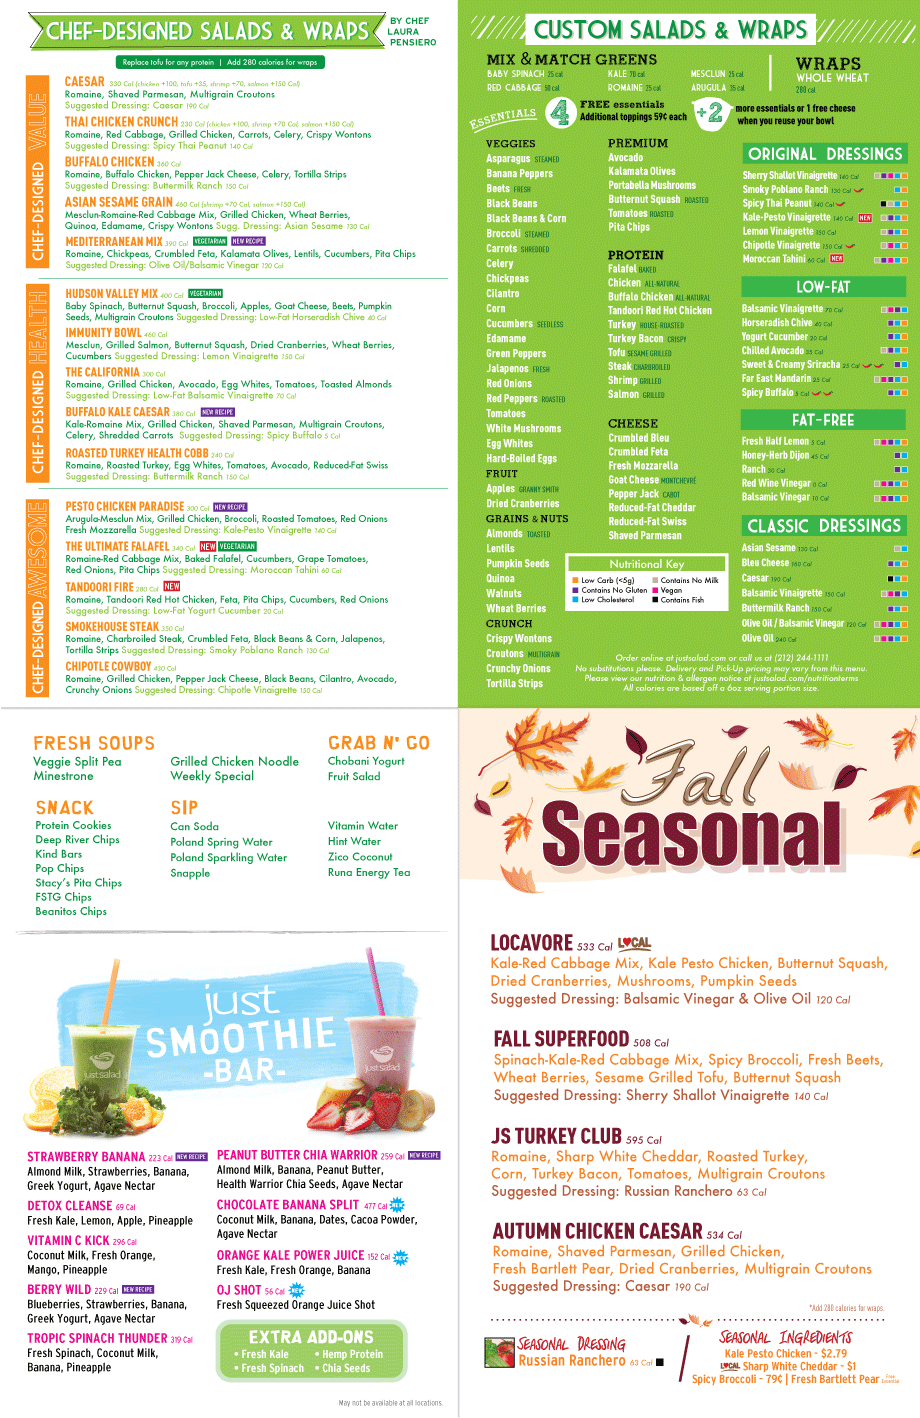 CHEF-DESIGNED SALADS & WRAPS
BY CHEF
LAURA
PENSIERO
Replace tofu for any protein | Add 280 calories for wraps
CHEF-DESIGNED VALUE
CAESAR 330 Cal (chicken +100, tofu +35, shrimp +70, salmon +150 Cal)
Romaine, Shaved Parmesan, Multigrain Croutons
Suggested Dressing: Caesar 190 Cal
THAI CHICKEN CRUNCH 230 Cal (chicken +100, shrimp +70 Cal, salmon +150 Cal)
Romaine, Red Cabbage, Grilled Chicken, Carrots, Celery, Crispy Wontons
Suggested Dressing: Spicy Thai Peanut 140 Cal
BUFFALO CHICKEN 360 Cal
Romaine, Buffalo Chicken, Pepper Jack Cheese, Celery, Tortilla Strips
Suggested Dressing: Buttermilk Ranch 150 Cal
ASIAN SESAME GRAIN 460 Cal (shrimp +70 Cal, salmon +150 Cal)
Mesclun-Romaine-Red Cabbage Mix, Grilled Chicken, Wheat Berries,
Quinoa, Edamame, Crispy Wontons Sugg. Dressing: Asian Sesame 130 Cal
MEDITERRANEAN MIX 390 Cal VEGETARIAN NEW RECIPE
Romaine, Chickpeas, Crumbled Feta, Kalamata Olives, Lentils, Cucumbers, Pita Chips
Suggested Dressing: Olive Oil/Balsamic Vinegar 120 Cal
CHEF-DESIGNED HEALTH
HUDSON VALLEY MIX 400 Cal VEGETARIAN
Baby Spinach, Butternut Squash, Broccoli, Apples, Goat Cheese, Beets, Pumpkin
Seeds, Multigrain Croutons Suggested Dressing: Low-Fat Horseradish Chive 40 Cal
IMMUNITY BOWL 460 Cal
Mesclun, Grilled Salmon, Butternut Squash, Dried Cranberries, Wheat Berries,
Cucumbers Suggested Dressing: Lemon Vinaigrette 150 Cal
THE CALIFORNIA 300 Cal
Romaine, Grilled Chicken, Avocado, Egg Whites, Tomatoes, Toasted Almonds
Suggested Dressing: Low-Fat Balsamic Vinaigrette 70 Cal
BUFFALO KALE CAESAR 380 Cal NEW RECIPE
Kale-Romaine Mix, Grilled Chicken, Shaved Parmesan, Multigrain Croutons,
Celery, Shredded Carrots Suggested Dressing: Spicy Buffalo 5 Cal
ROASTED TURKEY HEALTH COBB 240 Cal
Romaine, Roasted Turkey, Egg Whites, Tomatoes, Avocado, Reduced-Fat Swiss
Suggested Dressing: Buttermilk Ranch 150 Cal
CHEF-DESIGNED AWESOME
PESTO CHICKEN PARADISE 300 Cal NEW RECIPE
Arugula-Mesclun Mix, Grilled Chicken, Broccoli, Roasted Tomatoes, Red Onions
Fresh Mozzarella Suggested Dressing: Kale-Pesto Vinaigrette 140 Cal
THE ULTIMATE FALAFEL 340 Cal NEW VEGETARIAN
Romaine-Red Cabbage Mix, Baked Falafel, Cucumbers, Grape Tomatoes,
Red Onions, Pita Chips Suggested Dressing: Moroccan Tahini 60 Cal
TANDOORI FIRE 280 Cal NEW
Romaine, Tandoori Red Hot Chicken, Feta, Pita Chips, Cucumbers, Red Onions
Suggested Dressing: Low-Fat Yogurt Cucumber 20 Cal
SMOKEHOUSE STEAK 350 Cal
Romaine, Charbroiled Steak, Crumbled Feta, Black Beans & Corn, Jalapenos,
Tortilla Strips Suggested Dressing: Smoky Poblano Ranch 130 Cal
CHIPOTLE COWBOY 430 Cal
Romaine, Grilled Chicken, Pepper Jack Cheese, Black Beans, Cilantro, Avocado,
Crunchy Onions Suggested Dressing: Chipotle Vinaigrette 150 Cal
CUSTOM SALADS & WRAPS
MIX & MATCH GREENS
BABY SPINACH 25 cal KALE 70 cal MESCLUN 25 cal
RED CABBAGE 50 cal ROMAINE 25 cal ARUGULA 35 cal
WRAPS
WHOLE WHEAT
280 cal
ESSENTIALS
4
FREE essentials
Additional toppings 59¢ each
+2
more essentials or 1 free cheese
when you reuse your bowl
VEGGIES
Asparagus STEAMED
Banana Peppers
Beets FRESH
Black Beans
Black Beans & Corn
Broccoli STEAMED
Carrots SHREDDED
Celery
Chickpeas
Cilantro
Corn
Cucumbers SEEDLESS
Edamame
Green Peppers
Jalapenos FRESH
Red Onions
Red Peppers ROASTED
Tomatoes
White Mushrooms
Egg Whites
Hard-Boiled Eggs
FRUIT
Apples GRANNY SMITH
Dried Cranberries
GRAINS & NUTS
Almonds TOASTED
Lentils
Pumpkin Seeds
Quinoa
Walnuts
Wheat Berries
CRUNCH
Crispy Wontons
Croutons MULTIGRAIN
Crunchy Onions
Tortilla Strips
PREMIUM
Avocado
Kalamata Olives
Portabella Mushrooms
Butternut Squash ROASTED
Tomatoes ROASTED
Pita Chips
PROTEIN
Falafel BAKED
Chicken ALL-NATURAL
Buffalo Chicken ALL-NATURAL
Tandoori Red Hot Chicken
Turkey HOUSE-ROASTED
Turkey Bacon CRISPY
Tofu SESAME GRILLED
Steak CHARBROILED
Shrimp GRILLED
Salmon GRILLED
CHEESE
Crumbled Bleu
Crumbled Feta
Fresh Mozzarella
Goat Cheese MONTCHEVRÉ
Pepper Jack CABOT
Reduced-Fat Cheddar
Reduced-Fat Swiss
Shaved Parmesan
ORIGINAL DRESSINGS
Sherry Shallot Vinaigrette 140 Cal
Smoky Poblano Ranch 130 Cal
Spicy Thai Peanut 140 Cal
Kale-Pesto Vinaigrette 140 Cal NEW
Lemon Vinaigrette 150 Cal
Chipotle Vinaigrette 150 Cal
Moroccan Tahini 60 Cal NEW
LOW-FAT
Balsamic Vinaigrette 70 Cal
Horseradish Chive 40 Cal
Yogurt Cucumber 20 Cal
Chilled Avocado 35 Cal
Sweet & Creamy Sriracha 35 Cal
Far East Mandarin 25 Cal
Spicy Buffalo 5 Cal
FAT-FREE
Fresh Half Lemon 5 Cal
Honey-Herb Dijon 45 Cal
Ranch 30 Cal
Red Wine Vinegar 0 Cal
Balsamic Vinegar 10 Cal
CLASSIC DRESSINGS
Asian Sesame 130 Cal
Bleu Cheese 160 Cal
Caesar 190 Cal
Balsamic Vinaigrette 150 Cal
Buttermilk Ranch 150 Cal
Olive Oil / Balsamic Vinegar 120 Cal
Olive Oil 240 Cal
Nutritional Key
Low Carb (<5g) Contains No Milk
Contains No Gluten Vegan
Low Cholesterol Contains Fish
Order online at justsalad.com or call us at (212) 244-1111
No substitutions please. Delivery and Pick-Up pricing may vary from this menu.
Please view our nutrition & allergen notice at justsalad.com/nutritionterms
All calories are based off a 6oz serving portion size.
FRESH SOUPS
Veggie Split Pea
Minestrone
Grilled Chicken Noodle
Weekly Special
GRAB N' GO
Chobani Yogurt
Fruit Salad
SNACK
Protein Cookies
Deep River Chips
Kind Bars
Pop Chips
Stacy's Pita Chips
FSTG Chips
Beanitos Chips
SIP
Can Soda
Poland Spring Water
Poland Sparkling Water
Snapple
Vitamin Water
Hint Water
Zico Coconut
Runa Energy Tea
just
SMOOTHIE
-BAR-
justsalad
justsalad
STRAWBERRY BANANA 223 Cal NEW RECIPE
Almond Milk, Strawberries, Banana,
Greek Yogurt, Agave Nectar
DETOX CLEANSE 69 Cal
Fresh Kale, Lemon, Apple, Pineapple
VITAMIN C KICK 296 Cal
Coconut Milk, Fresh Orange,
Mango, Pineapple
BERRY WILD 229 Cal NEW RECIPE
Blueberries, Strawberries, Banana,
Greek Yogurt, Agave Nectar
TROPIC SPINACH THUNDER 319 Cal
Fresh Spinach, Coconut Milk,
Banana, Pineapple
PEANUT BUTTER CHIA WARRIOR 259 Cal NEW RECIPE
Almond Milk, Banana, Peanut Butter,
Health Warrior Chia Seeds, Agave Nectar
CHOCOLATE BANANA SPLIT 477 Cal NEW
Coconut Milk, Banana, Dates, Cacoa Powder,
Agave Nectar
ORANGE KALE POWER JUICE 152 Cal NEW
Fresh Kale, Fresh Orange, Banana
OJ SHOT 56 Cal NEW
Fresh Squeezed Orange Juice Shot
EXTRA ADD-ONS
• Fresh Kale • Hemp Protein
• Fresh Spinach • Chia Seeds
May not be available at all locations.
Fall
Seasonal
LOCAVORE 533 Cal LOCAL
Kale-Red Cabbage Mix, Kale Pesto Chicken, Butternut Squash,
Dried Cranberries, Mushrooms, Pumpkin Seeds
Suggested Dressing: Balsamic Vinegar & Olive Oil 120 Cal
FALL SUPERFOOD 508 Cal
Spinach-Kale-Red Cabbage Mix, Spicy Broccoli, Fresh Beets,
Wheat Berries, Sesame Grilled Tofu, Butternut Squash
Suggested Dressing: Sherry Shallot Vinaigrette 140 Cal
JS TURKEY CLUB 595 Cal
Romaine, Sharp White Cheddar, Roasted Turkey,
Corn, Turkey Bacon, Tomatoes, Multigrain Croutons
Suggested Dressing: Russian Ranchero 63 Cal
AUTUMN CHICKEN CAESAR 534 Cal
Romaine, Shaved Parmesan, Grilled Chicken,
Fresh Bartlett Pear, Dried Cranberries, Multigrain Croutons
Suggested Dressing: Caesar 190 Cal
*Add 280 calories for wraps.
SEASONAL DRESSING
Russian Ranchero 63 Cal
SEASONAL INGREDIENTS
Kale Pesto Chicken - $2.79
LOCAL Sharp White Cheddar - $1
Spicy Broccoli - 79¢ | Fresh Bartlett Pear Free Essential